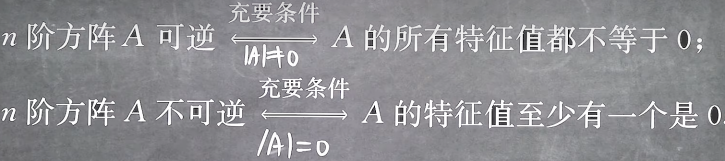 充要条件
n 阶方阵 A 可逆 ⟷ A 的所有特征值都不等于 0;
|A|≠0
充要条件
n 阶方阵 A 不可逆 ⟷ A 的特征值至少有一个是 0.
|A|=0